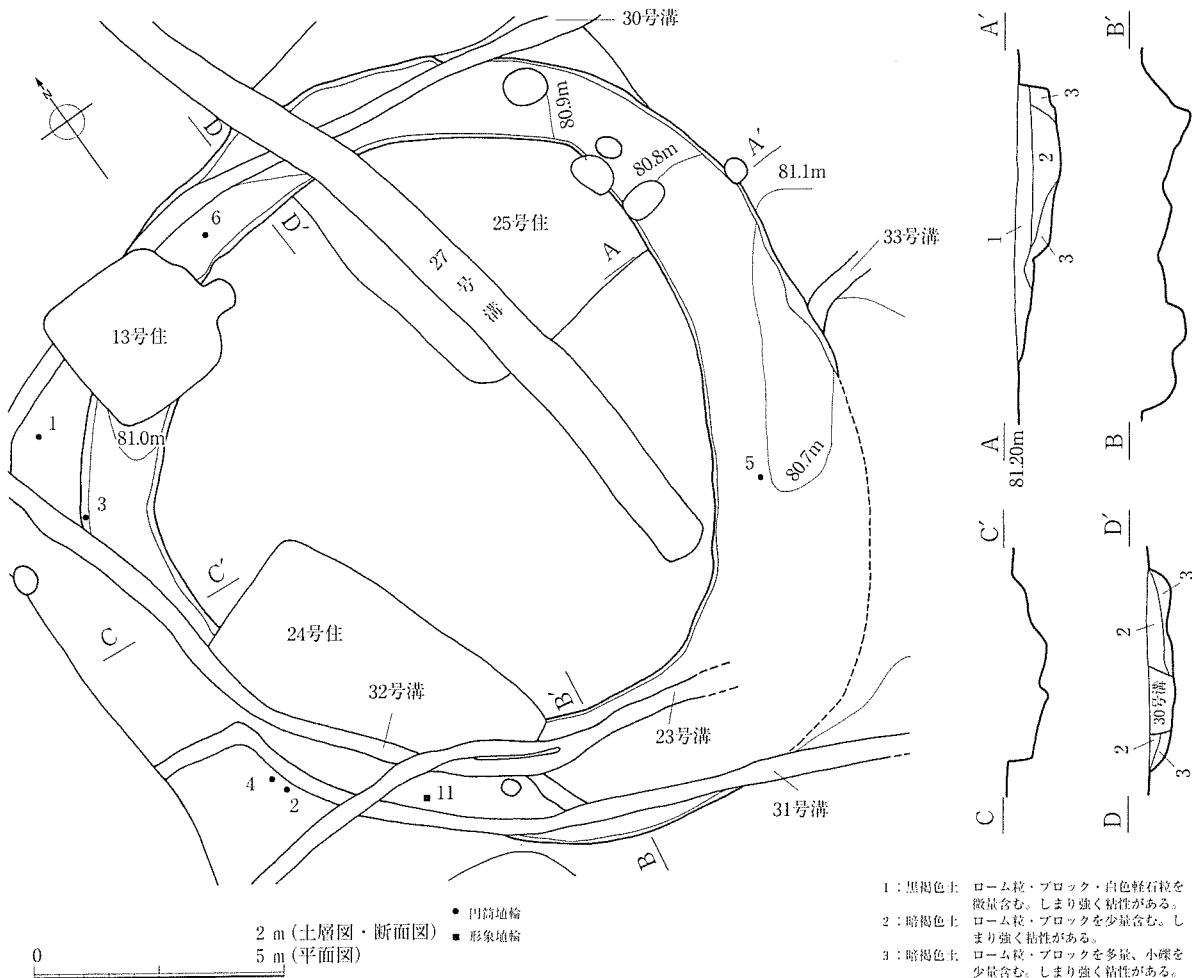 30号溝
N
D
80.9m
A'
80.8m
81.1m
6
D'
25号住
A
33号溝
27号溝
13号住
1
81.0m
80.7m
5
3
C'
C
24号住
32号溝
B'
23号溝
4
2
11
31号溝
B
A'
3
2
1
3
A
81.20m
B'
B
C'
C
D'
3
2
30号溝
2
3
D
● 円筒埴輪
■ 形象埴輪
2 m (土層図・断面図)
0 5 m (平面図)
1:黒褐色土 ローム粒・ブロック・白色軽石粒を
微量含む。しまり強く粘性がある。
2:暗褐色土 ローム粒・ブロックを少量含む。し
まり強く粘性がある。
3:暗褐色土 ローム粒・ブロックを多量、小礫を
少量含む。しまり強く粘性がある。